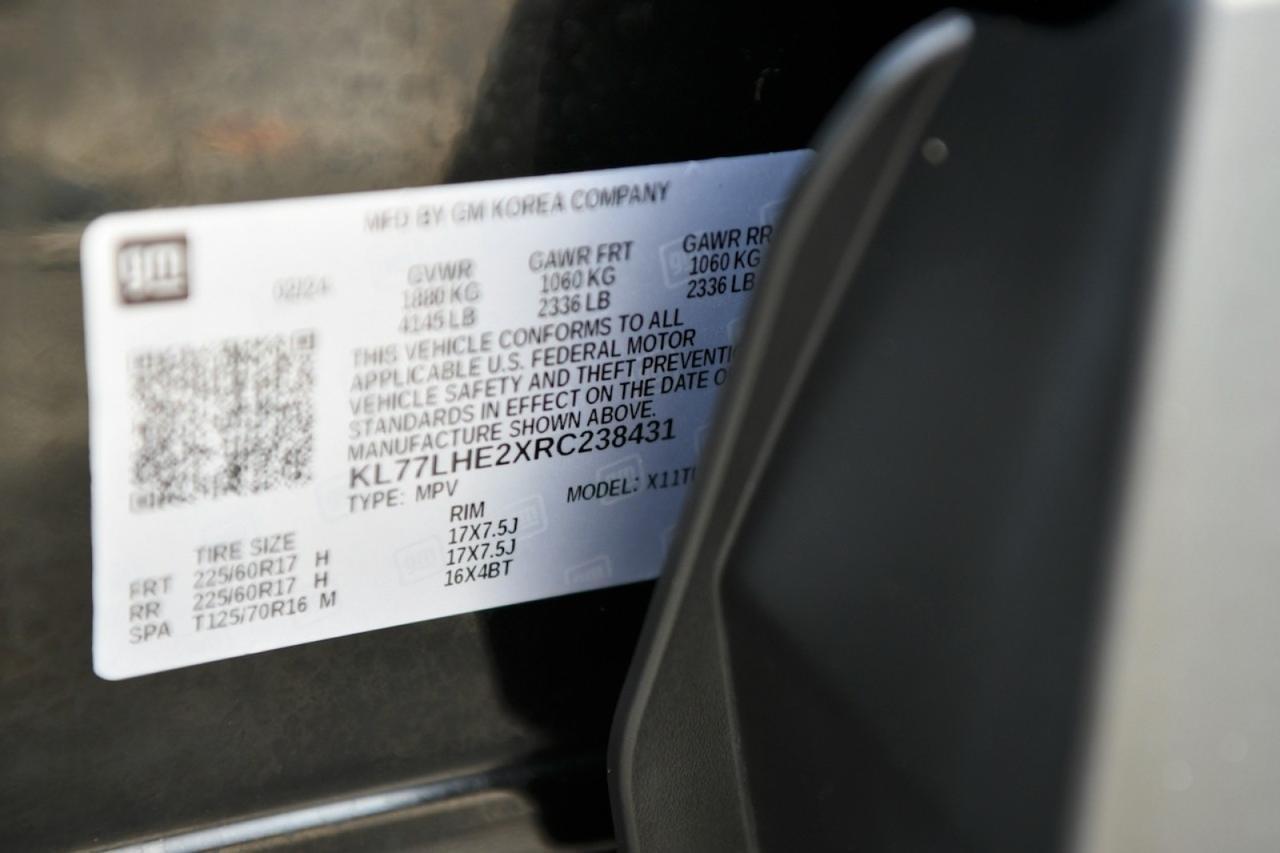 MFD BY GM KOREA COMPANY
gm
02/24
GVWR GAWR FRT GAWR RR
1880 KG 1060 KG 1060 KG
4145 LB 2336 LB 2336 LB
THIS VEHICLE CONFORMS TO ALL
APPLICABLE U.S. FEDERAL MOTOR
VEHICLE SAFETY AND THEFT PREVENTI
STANDARDS IN EFFECT ON THE DATE O
MANUFACTURE SHOWN ABOVE.
KL77LHE2XRC238431
TYPE: MPV MODEL: X11T
TIRE SIZE RIM
FRT 225/60R17 H 17X7.5J
RR 225/60R17 H 17X7.5J
SPA T125/70R16 M 16X4BT